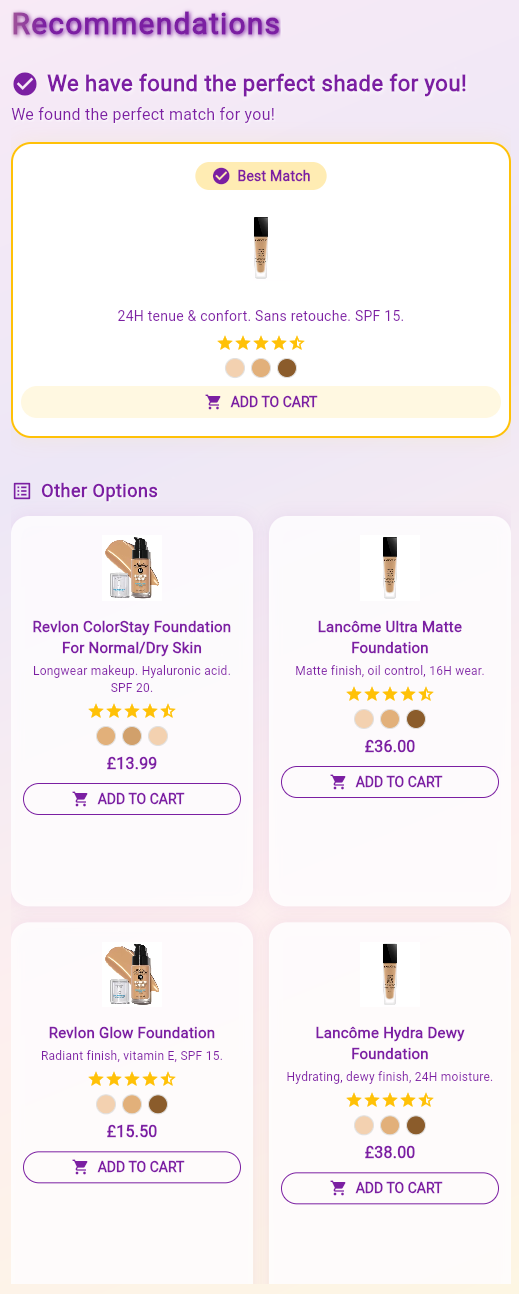 Recommendations
We have found the perfect shade for you!
We found the perfect match for you!
Best Match
24H tenue & confort. Sans retouche. SPF 15.
ADD TO CART
Other Options
Revlon ColorStay Foundation
For Normal/Dry Skin
Longwear makeup. Hyaluronic acid.
SPF 20.
£13.99
ADD TO CART
Lancôme Ultra Matte
Foundation
Matte finish, oil control, 16H wear.
£36.00
ADD TO CART
Revlon Glow Foundation
Radiant finish, vitamin E, SPF 15.
£15.50
ADD TO CART
Lancôme Hydra Dewy
Foundation
Hydrating, dewy finish, 24H moisture.
£38.00
ADD TO CART